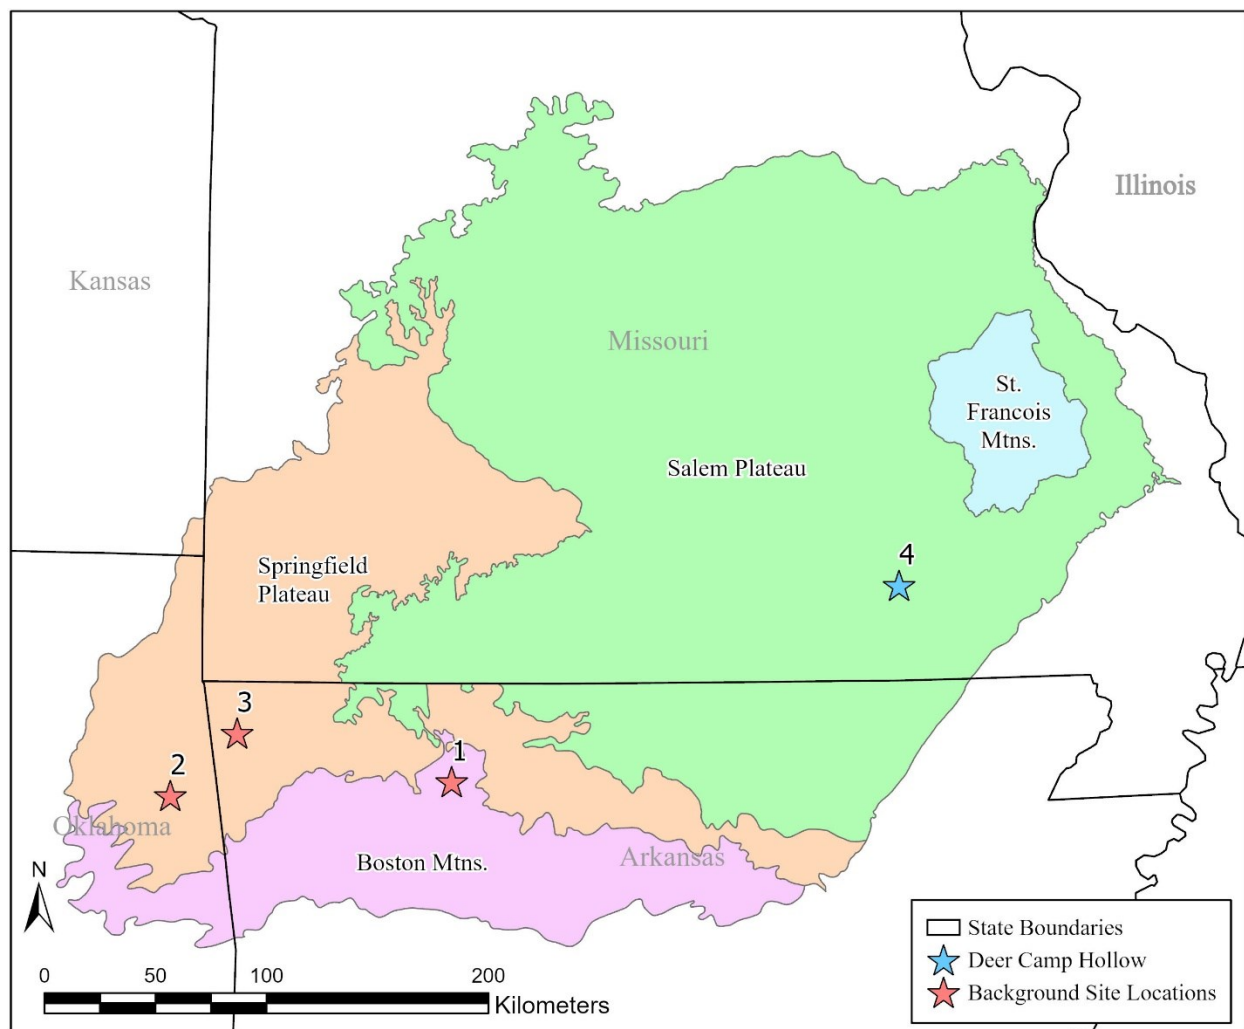 Illinois
Kansas
Missouri
St.
Francois
Mtns.
Salem Plateau
4
Springfield
Plateau
3
1
2
Oklahoma
Boston Mtns.
Arkansas
N
State Boundaries
Deer Camp Hollow
Background Site Locations
0 50 100 200
Kilometers